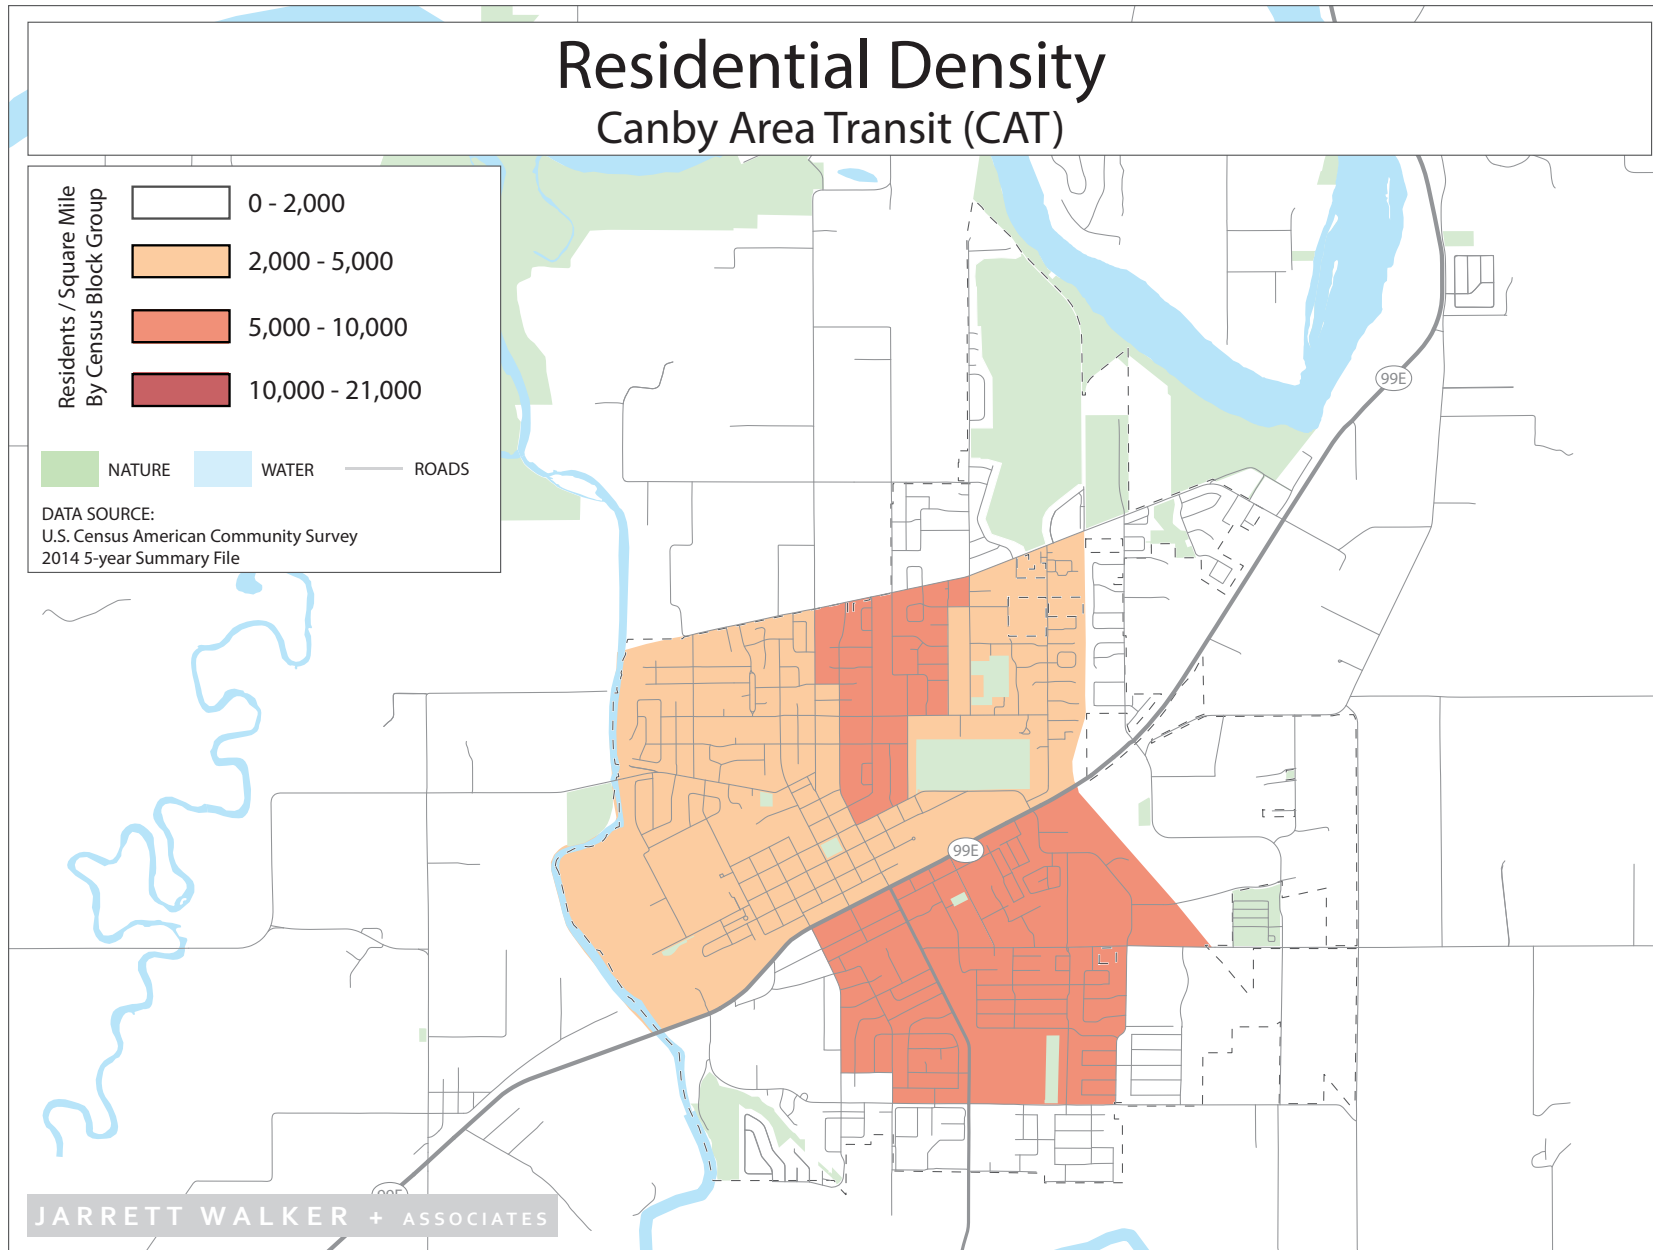 Residential Density
Canby Area Transit (CAT)
Residents / Square Mile
By Census Block Group
0 - 2,000
2,000 - 5,000
5,000 - 10,000
10,000 - 21,000
NATURE
WATER
ROADS
DATA SOURCE:
U.S. Census American Community Survey
2014 5-year Summary File
99E
99E
JARRETT WALKER + ASSOCIATES